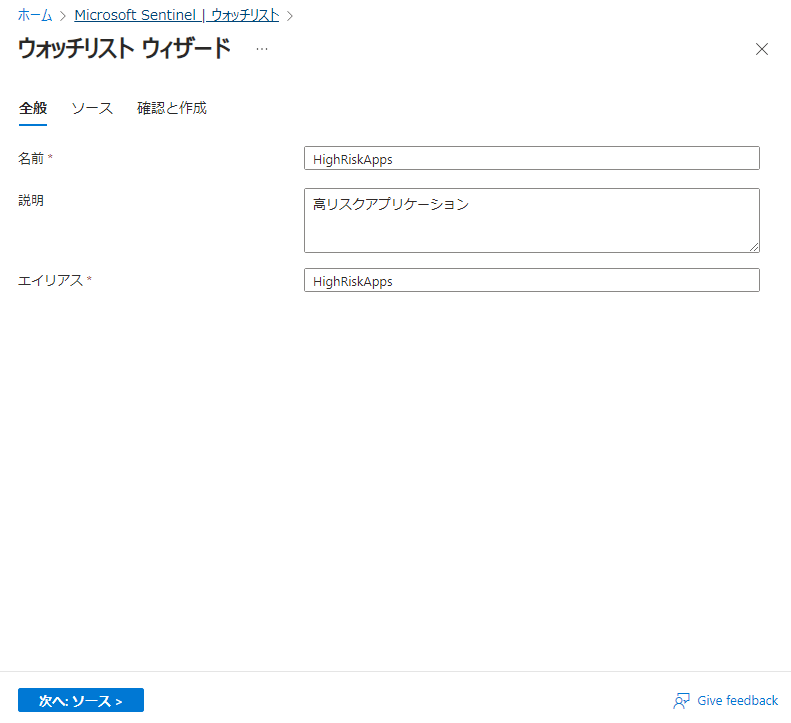 ホーム > Microsoft Sentinel | ウォッチリスト >
ウォッチリスト ウィザード ...
全般 ソース 確認と作成
名前 * HighRiskApps
説明 高リスクアプリケーション
エイリアス * HighRiskApps
次へ: ソース > Give feedback